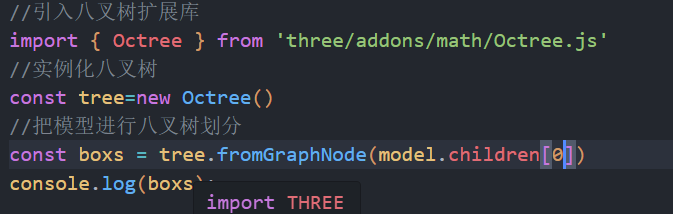 //引入八叉树扩展库
import { Octree } from 'three/addons/math/Octree.js'
//实例化八叉树
const tree=new Octree()
//把模型进行八叉树划分
const boxs = tree.fromGraphNode(model.children[0])
console.log(boxs);
import THREE